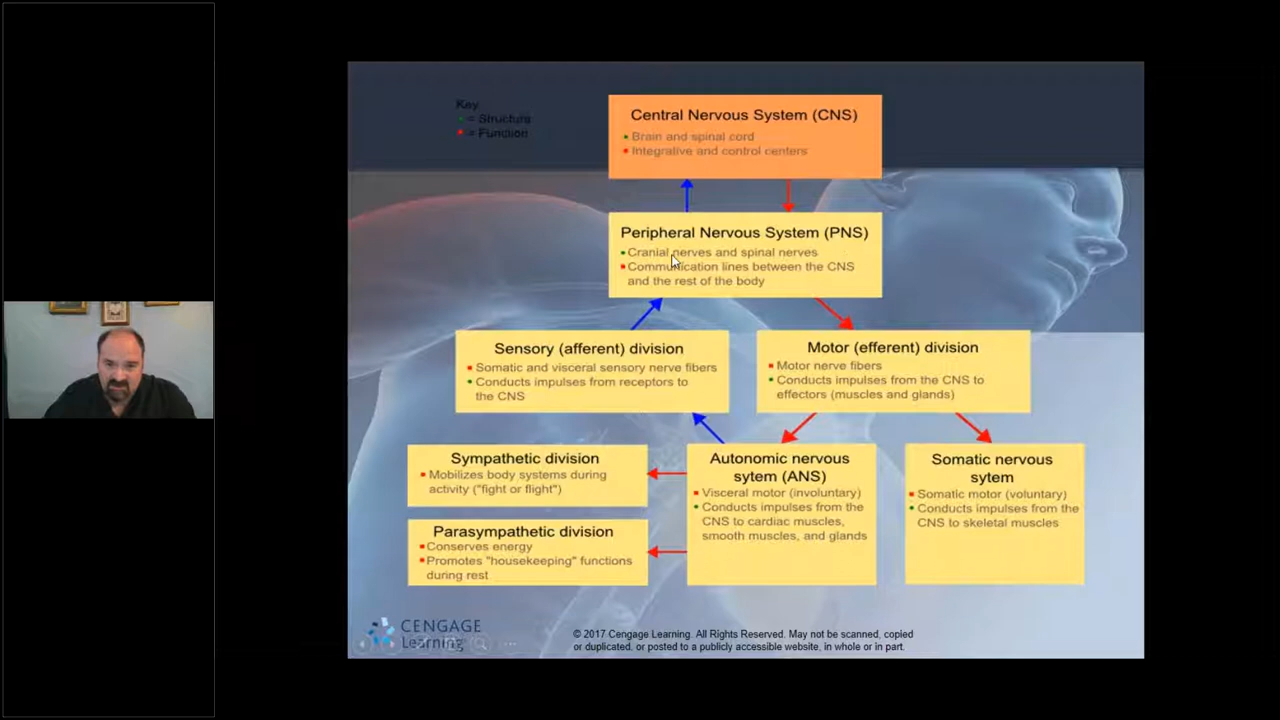 Key
= Structure
= Function
Central Nervous System (CNS)
Brain and spinal cord
Integrative and control centers
Peripheral Nervous System (PNS)
Cranial nerves and spinal nerves
Communication lines between the CNS
and the rest of the body
Sensory (afferent) division
Somatic and visceral sensory nerve fibers
Conducts impulses from receptors to
the CNS
Motor (efferent) division
Motor nerve fibers
Conducts impulses from the CNS to
effectors (muscles and glands)
Sympathetic division
Mobilizes body systems during
activity ("fight or flight")
Parasympathetic division
Conserves energy
Promotes "housekeeping" functions
during rest
Autonomic nervous
sytem (ANS)
Visceral motor (involuntary)
Conducts impulses from the
CNS to cardiac muscles,
smooth muscles, and glands
Somatic nervous
sytem
Somatic motor (voluntary)
Conducts impulses from the
CNS to skeletal muscles
CENGAGE
Learning
© 2017 Cengage Learning. All Rights Reserved. May not be scanned, copied
or duplicated, or posted to a publicly accessible website, in whole or in part.